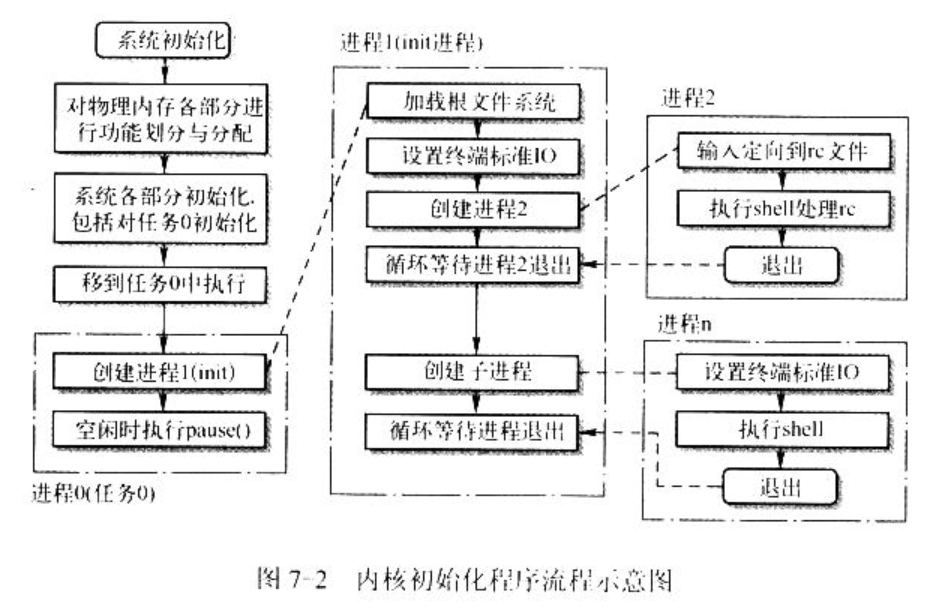 系统初始化
对物理内存各部分进
行功能划分与分配
系统各部分初始化.
包括对任务0初始化
移到任务0中执行
创建进程1(init)
空闲时执行pause()
进程0(任务0)
进程1(init进程)
加载根文件系统
设置终端标准IO
创建进程2
循环等待进程2退出
创建子进程
循环等待进程退出
进程2
输入定向到rc文件
执行shell处理rc
退出
进程n
设置终端标准IO
执行shell
退出
图 7-2 内核初始化程序流程示意图